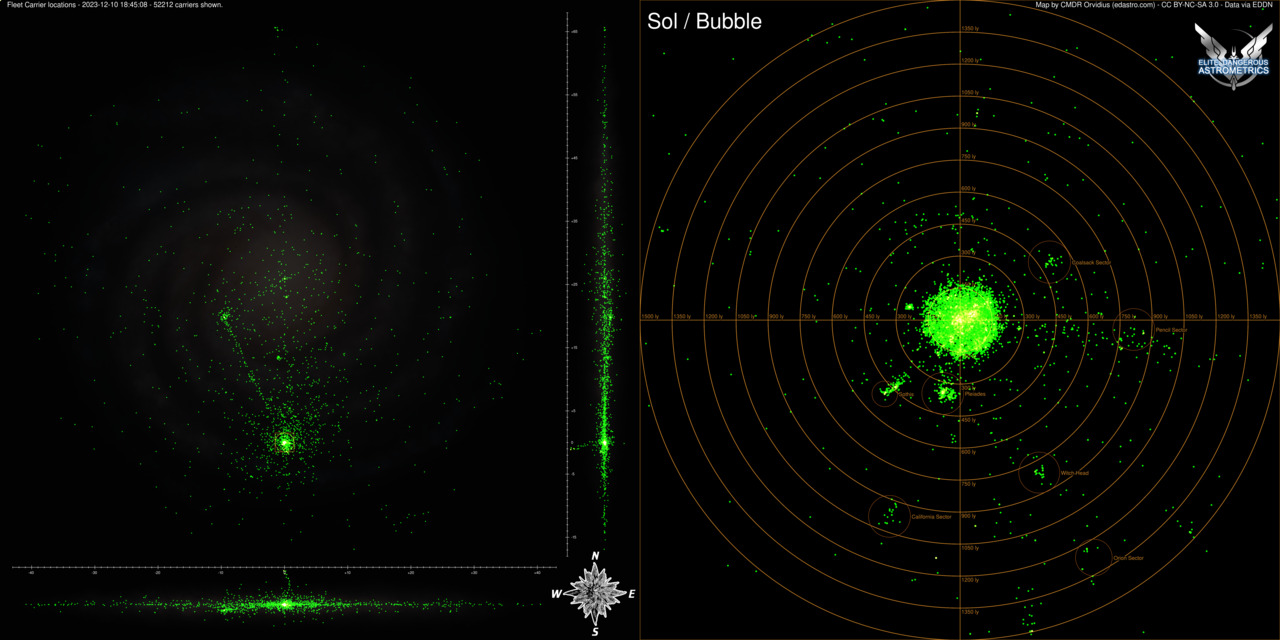 Fleet Carrier locations - 2023-12-10 18:45:08 - 52212 carriers shown.
Sol / Bubble
Map by CMDR Orvidius (edastro.com) - CC BY-NC-SA 3.0 - Data via EDDN
ELITE DANGEROUS
ASTROMETRICS
1350 ly
1200 ly
1050 ly
900 ly
750 ly
600 ly
450 ly
300 ly
Coalsack Sector
1500 ly 1350 ly 1200 ly 1050 ly 900 ly 750 ly 600 ly 450 ly 300 ly 300 ly 450 ly 600 ly 750 ly 900 ly 1050 ly 1200 ly 1350 ly
Pencil Sector
300 ly
Pleiades
450 ly
600 ly
Witch Head
750 ly
900 ly
California Sector
1050 ly
Orion Sector
1200 ly
1350 ly
N
W E
S